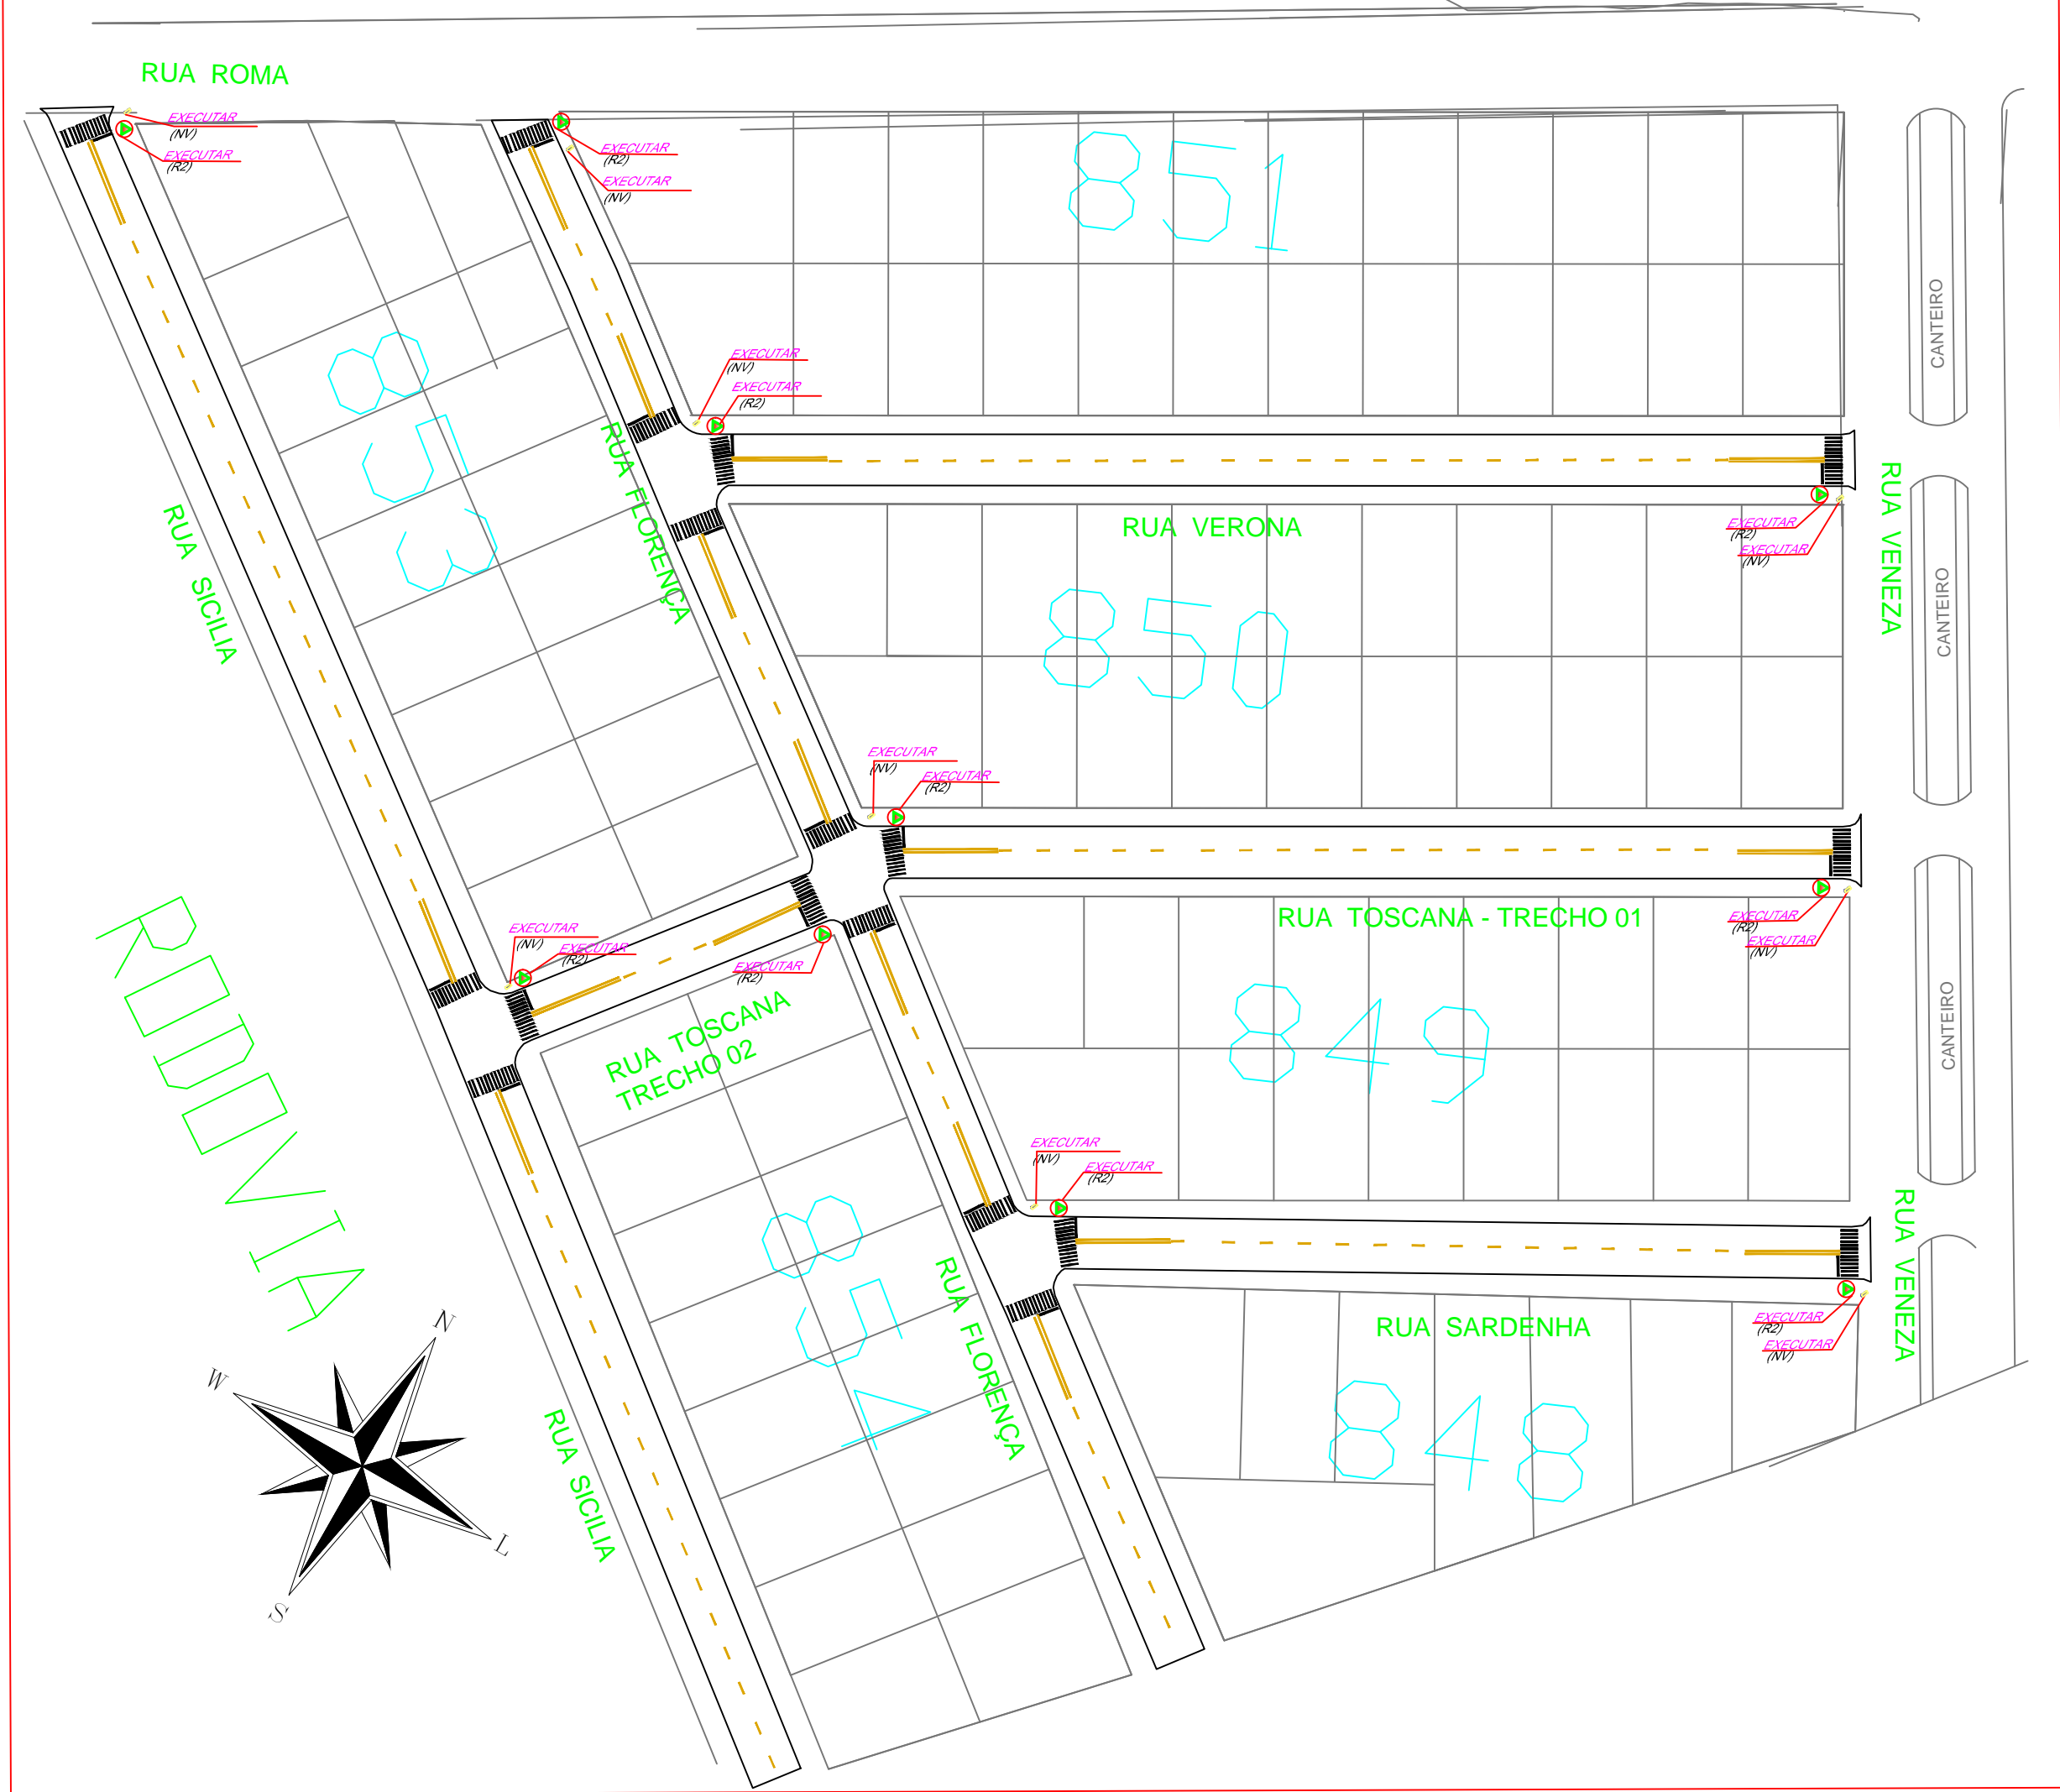 RUA ROMA
EXECUTAR
(NV)
EXECUTAR
(R2)
EXECUTAR
(R2)
EXECUTAR
(NV)
851
CANTEIRO
853
EXECUTAR
(NV)
EXECUTAR
(R2)
RUA FLORENÇA
RUA SICILIA
RUA VERONA
EXECUTAR
(R2)
EXECUTAR
(NV)
RUA VENEZA
CANTEIRO
850
EXECUTAR
(NV)
EXECUTAR
(R2)
RUA TOSCANA - TRECHO 01
EXECUTAR
(R2)
EXECUTAR
(NV)
EXECUTAR
(NV)
EXECUTAR
(R2)
EXECUTAR
(R2)
RODOVIA
RUA TOSCANA
TRECHO 02
849
CANTEIRO
EXECUTAR
(NV)
EXECUTAR
(R2)
854
RUA FLORENÇA
RUA SARDENHA
EXECUTAR
(R2)
EXECUTAR
(NV)
RUA VENEZA
848
N
W
L
S
RUA SICILIA